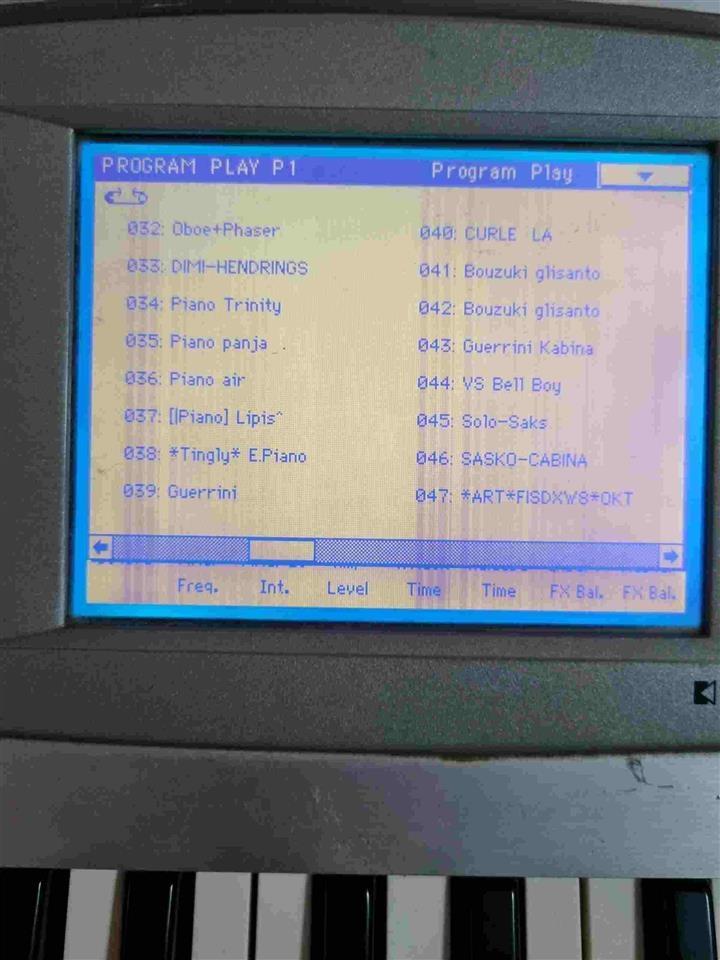 PROGRAM PLAY P1 Program Play
032: Oboe+Phaser
033: DIMI-HENDRINGS
034: Piano Trinity
035: Piano panja
036: Piano air
037: [|Piano] Lipis^
038: *Tingly* E.Piano
039: Guerrini
040: CURLE LA
041: Bouzuki glisanto
042: Bouzuki glisanto
043: Guerrini Kabina
044: VS Bell Boy
045: Solo-Saks
046: SASKO-CABINA
047: *ART*FISDXW8*OKT
Freq. Int. Level Time Time FX Bal. FX Bal.